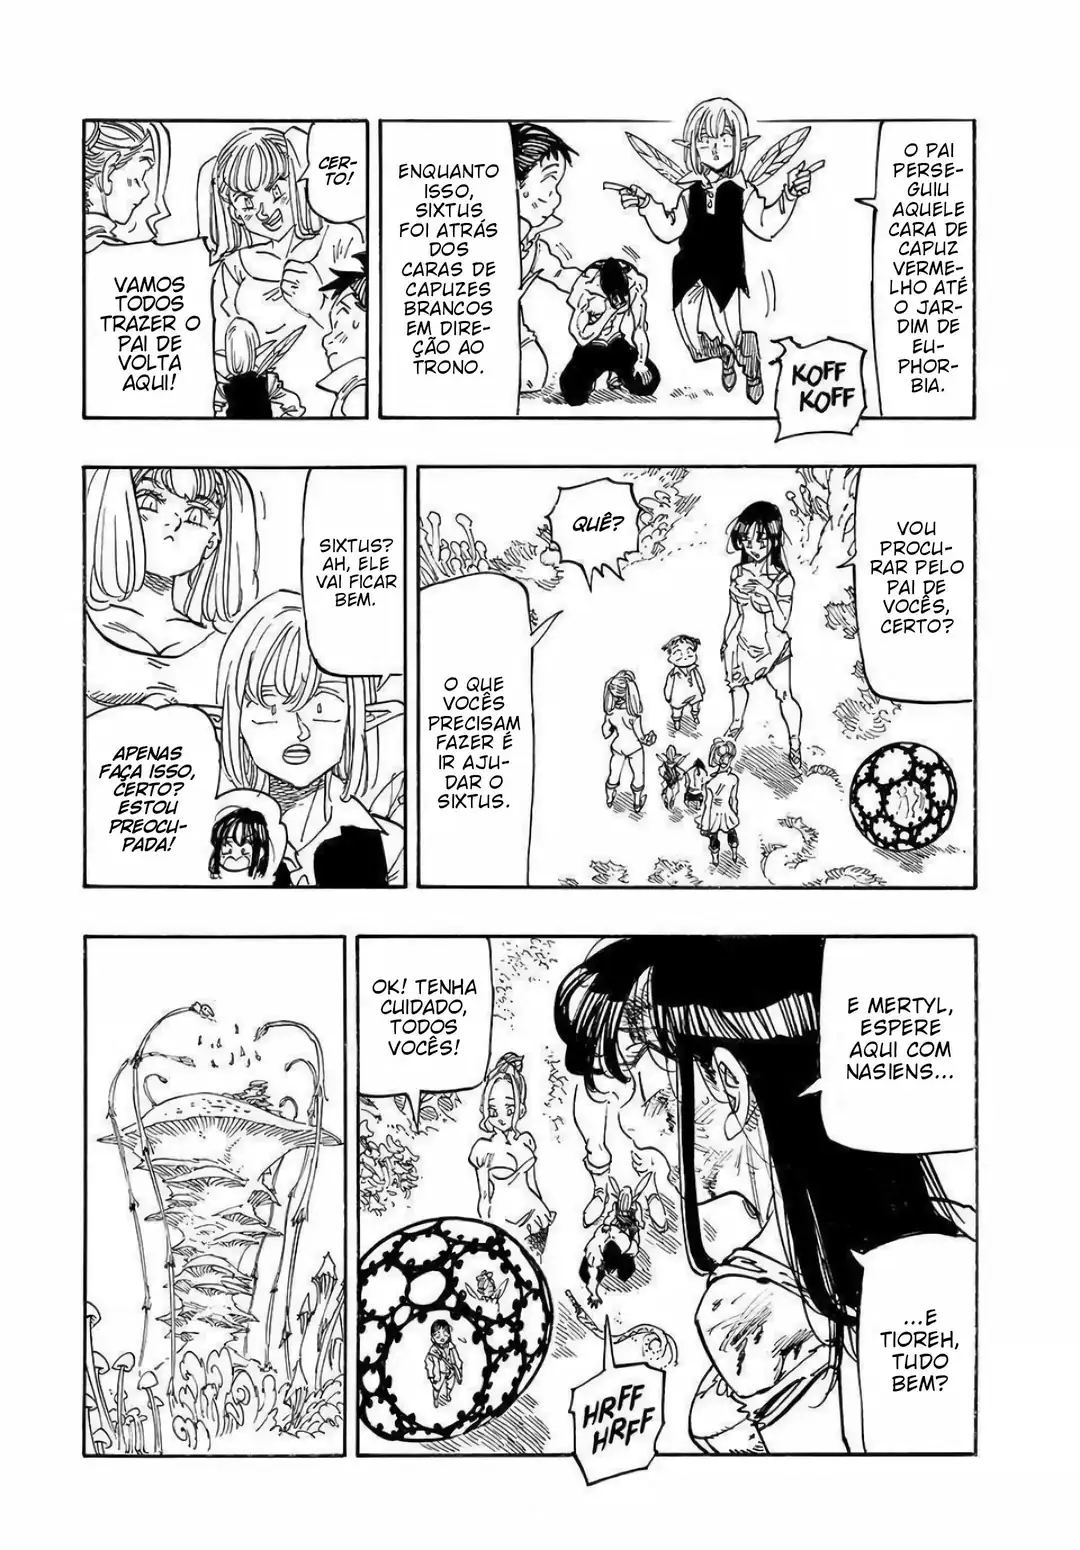 O PAI
PERSE-
GUIU
AQUELE
CARA DE
CAPUZ
VERME-
LHO ATÉ
O JAR-
DIM DE
EU-
PHOR-
BIA.
KOFF
KOFF
ENQUANTO
ISSO,
SIXTUS
FOI ATRÁS
DOS
CARAS DE
CAPUZES
BRANCOS
EM DIRE-
ÇÃO AO
TRONO.
CER-
TO!
VAMOS
TODOS
TRAZER O
PAI DE
VOLTA
AQUI!
VOU
PROCU-
RAR PELO
PAI DE
VOCÊS,
CERTO?
QUÊ?
O QUE
VOCÊS
PRECISAM
FAZER É
IR AJU-
DAR O
SIXTUS.
SIXTUS?
AH, ELE
VAI FICAR
BEM.
APENAS
FAÇA ISSO,
CERTO?
ESTOU
PREOCU-
PADA!
E MERTYL,
ESPERE
AQUI COM
NASIENS...
...E
TIOREH,
TUDO
BEM?
OK! TENHA
CUIDADO,
TODOS
VOCÊS!
HRFF
HRFF